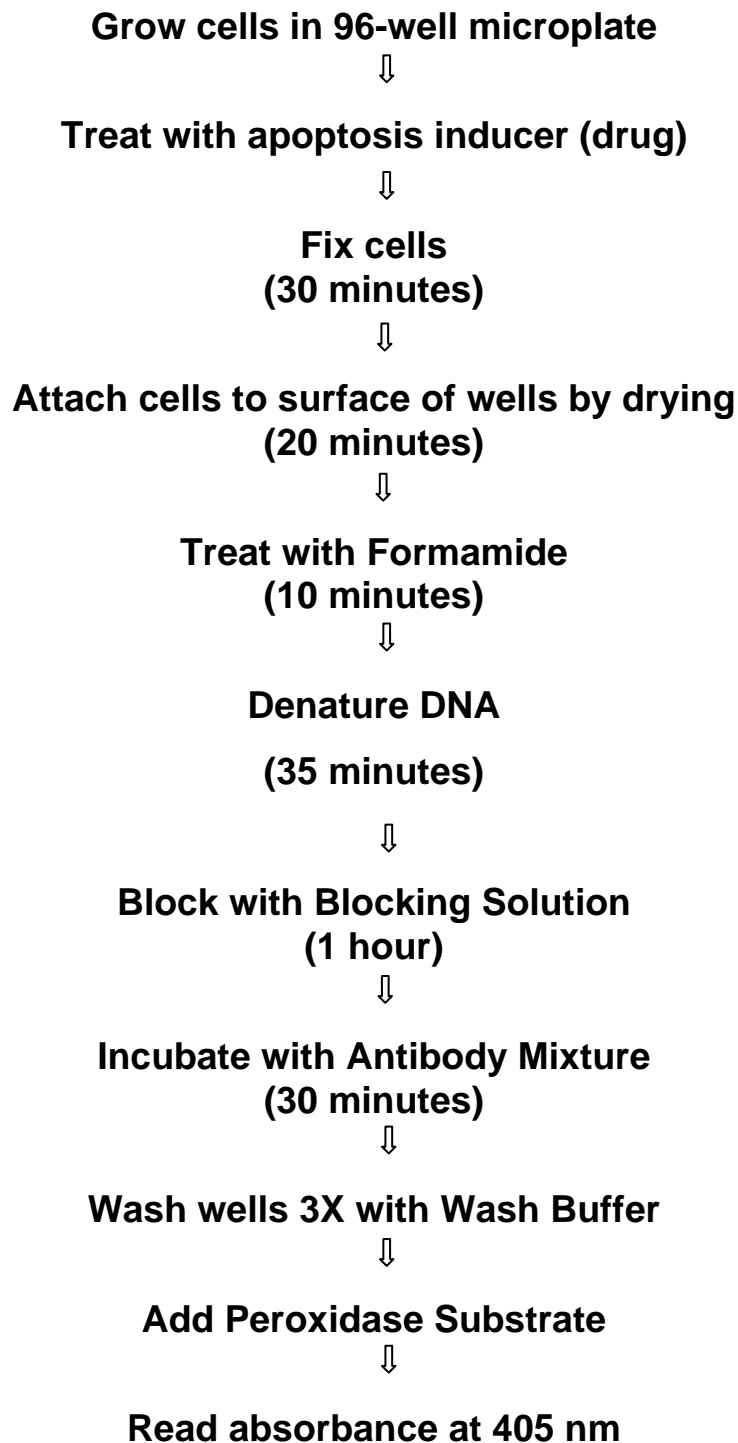 Grow cells in 96-well microplate
⇩
Treat with apoptosis inducer (drug)
⇩
Fix cells
(30 minutes)
⇩
Attach cells to surface of wells by drying
(20 minutes)
⇩
Treat with Formamide
(10 minutes)
⇩
Denature DNA
(35 minutes)
⇩
Block with Blocking Solution
(1 hour)
⇩
Incubate with Antibody Mixture
(30 minutes)
⇩
Wash wells 3X with Wash Buffer
⇩
Add Peroxidase Substrate
⇩
Read absorbance at 405 nm